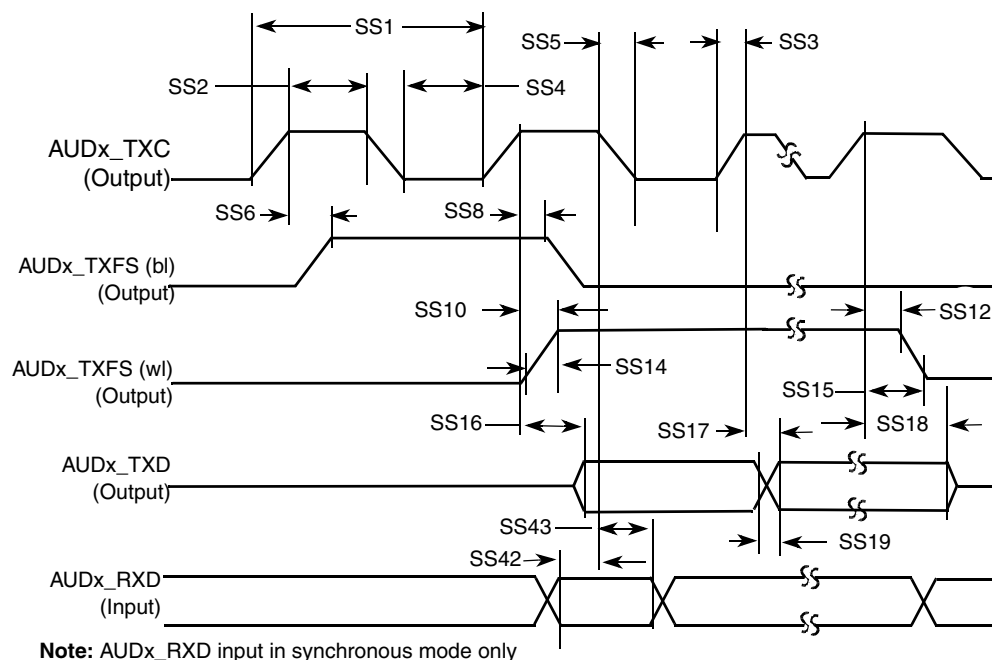 SS1
SS5
SS3
SS2
SS4
AUDx_TXC
(Output)
SS6
SS8
AUDx_TXFS (bl)
(Output)
SS10
SS12
AUDx_TXFS (wl)
(Output)
SS14
SS15
SS16
SS17
SS18
AUDx_TXD
(Output)
SS43
SS19
SS42
AUDx_RXD
(Input)
Note: AUDx_RXD input in synchronous mode only